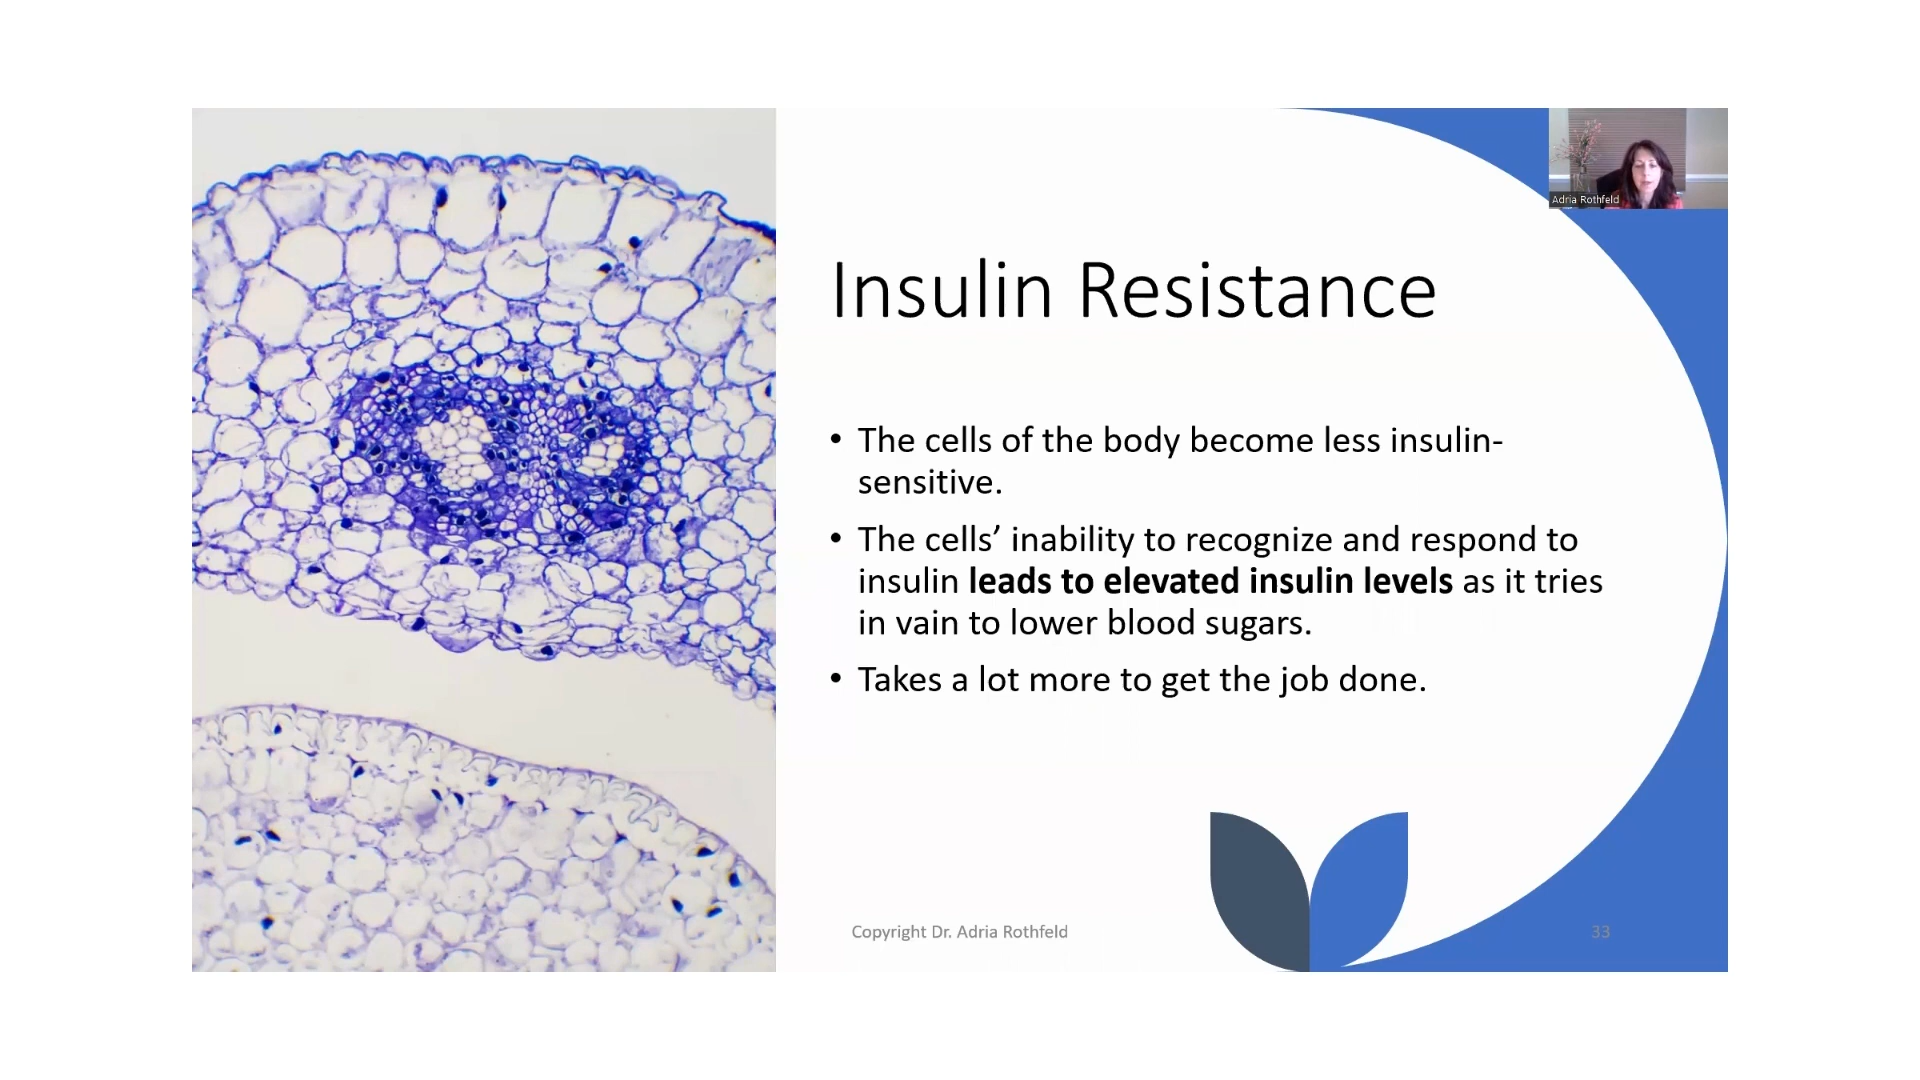 Adria Rothfeld
Insulin Resistance
• The cells of the body become less insulin-
sensitive.
• The cells’ inability to recognize and respond to
insulin leads to elevated insulin levels as it tries
in vain to lower blood sugars.
• Takes a lot more to get the job done.
Copyright Dr. Adria Rothfeld
33